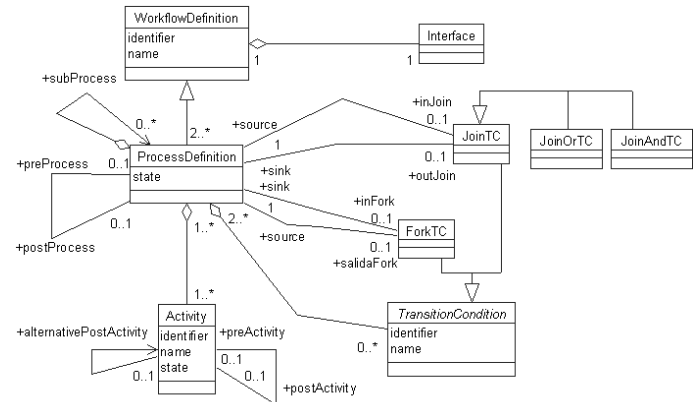 WorkflowDefinition
identifier
name
Interface
1
1
+subProcess
0..*
2..*
+source
+inJoin
0..1
JoinTC
JoinOrTC
JoinAndTC
+preProcess
0..1
ProcessDefinition
state
1
+sink
0..1
+outJoin
+sink
1
+inFork
0..1
0..1
+postProcess
1..*
2..*
+source
0..1
ForkTC
+salidaFork
1..*
Activity
identifier
name
state
+alternativePostActivity
0..1
+preActivity
0..1
0..1
+postActivity
TransitionCondition
identifier
name
0..*